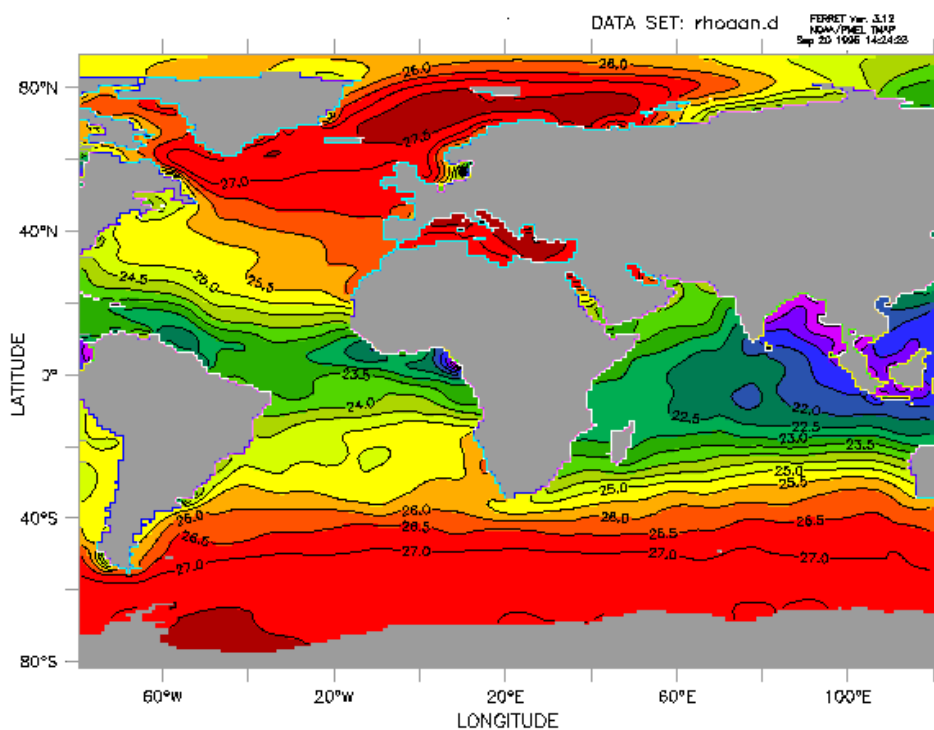 DATA SET: rhoaan.d
FERRET Ver. 3.12
NOAA/PMEL TMAP
Sep 20 1996 14:24:23
80°N
40°N
0°
40°S
80°S
LATITUDE
60°W
20°W
20°E
60°E
100°E
LONGITUDE
26.0
26.0
27.5
27.0
24.5
25.0
25.5
23.5
24.0
22.5
22.0
22.5
23.0
23.5
25.0
25.0
25.5
26.0
26.0
26.0
26.5
26.5
26.5
26.5
27.0
27.0
27.0
27.0